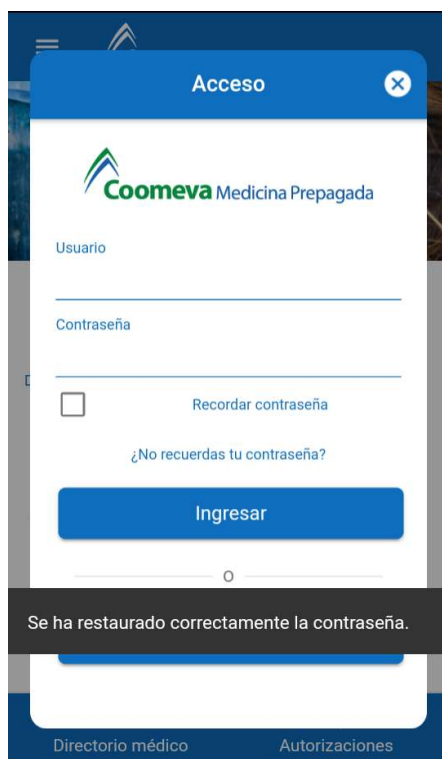 Acceso
Coomeva Medicina Prepagada
Usuario
Contraseña
Recordar contraseña
¿No recuerdas tu contraseña?
Ingresar
O
Se ha restaurado correctamente la contraseña.
Directorio médico
Autorizaciones